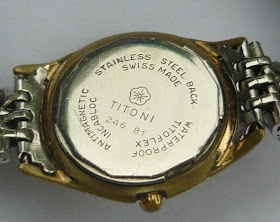 STAINLESS STEEL BACK
SWISS MADE
ANTIMAGNETIC
INCABLOC
TITONI
246 81
WATERPROOF
TITOFLEX